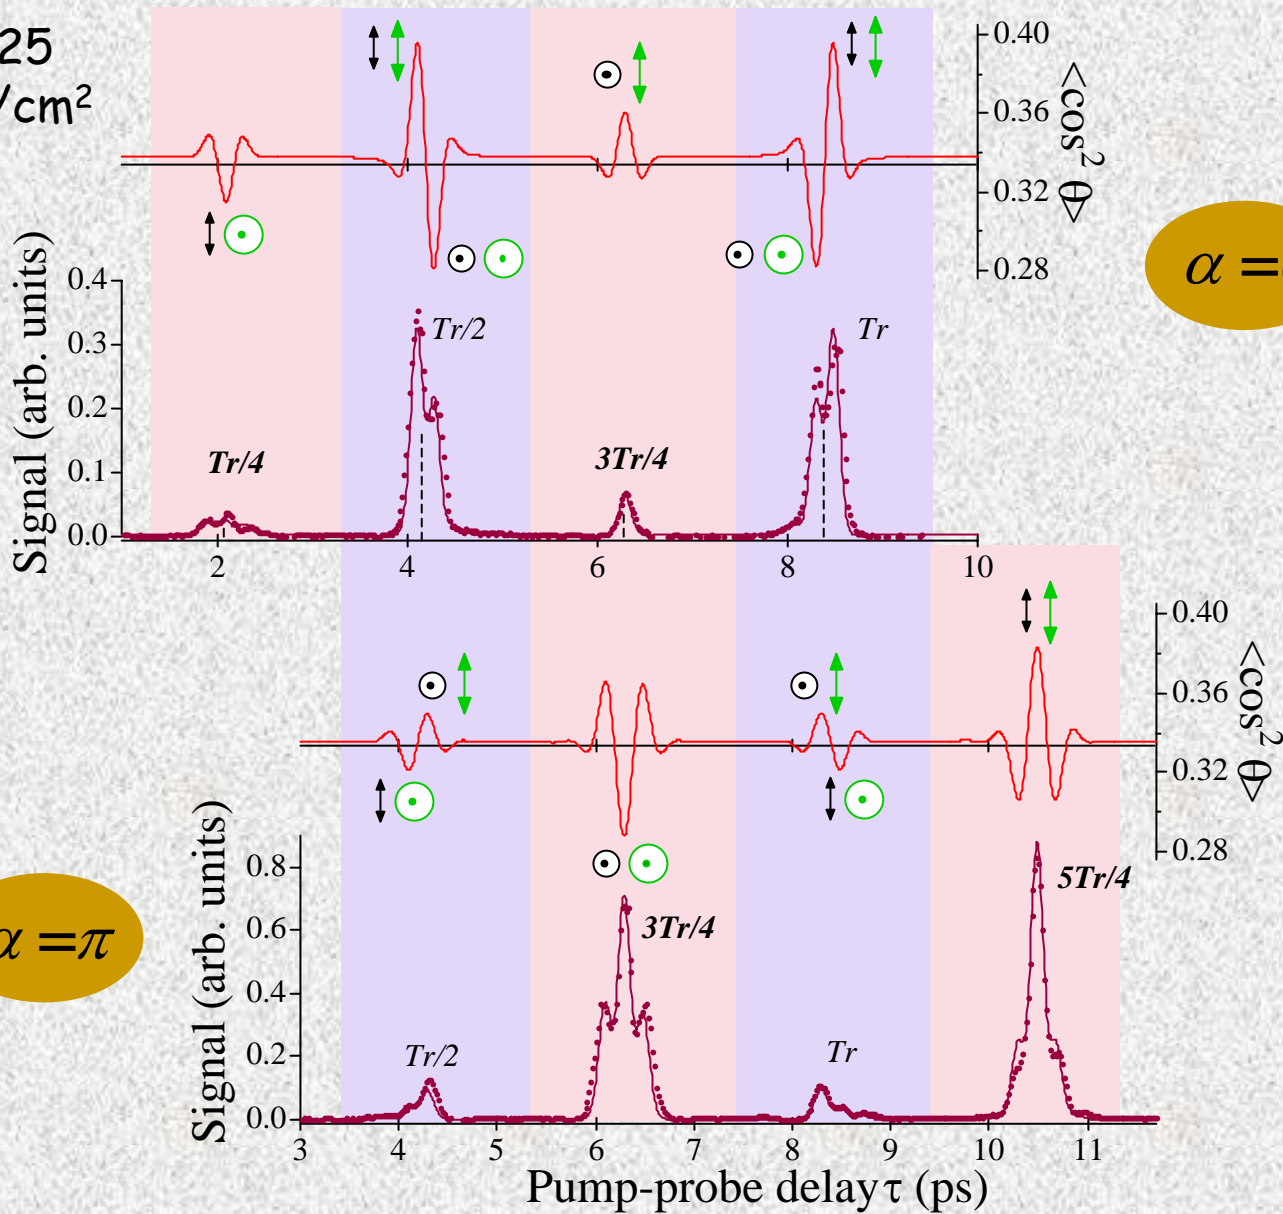 25
/cm²
0.40
0.36
0.32
0.28
<cos² θ>
α =
Signal (arb. units)
0.4
0.3
0.2
0.1
0.0
Tr/4
Tr/2
3Tr/4
Tr
2
4
6
8
10
0.40
0.36
0.32
0.28
<cos² θ>
α =π
Signal (arb. units)
0.8
0.6
0.4
0.2
0.0
Tr/2
3Tr/4
Tr
5Tr/4
3
4
5
6
7
8
9
10
11
Pump-probe delay τ (ps)